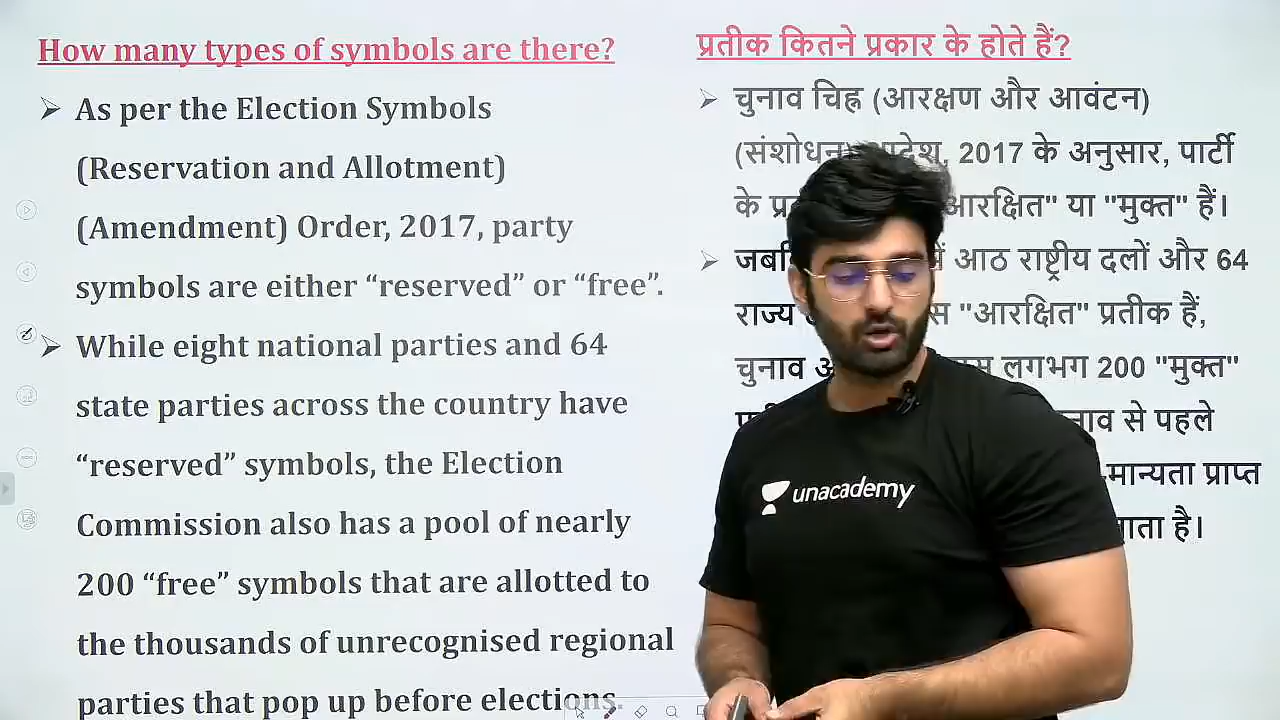 How many types of symbols are there?
➢ As per the Election Symbols
(Reservation and Allotment)
(Amendment) Order, 2017, party
symbols are either “reserved” or “free”.
➢ While eight national parties and 64
state parties across the country have
“reserved” symbols, the Election
Commission also has a pool of nearly
200 “free” symbols that are allotted to
the thousands of unrecognised regional
parties that pop up before elections.
प्रतीक कितने प्रकार के होते हैं?
➢ चुनाव चिह्न (आरक्षण और आवंटन)
(संशोधन) आदेश, 2017 के अनुसार, पार्टी
के "आरक्षित" या "मुक्त" हैं।
➢ आठ राष्ट्रीय दलों और 64
राज्य "आरक्षित" प्रतीक हैं,
चुनाव लगभग 200 "मुक्त"
से पहले
मान्यता प्राप्त
है।
unacademy